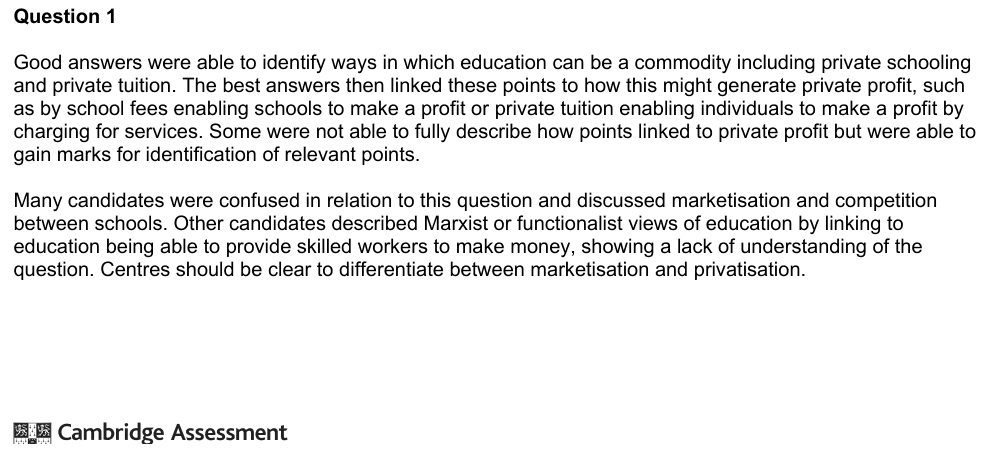 Question 1
Good answers were able to identify ways in which education can be a commodity including private schooling
and private tuition. The best answers then linked these points to how this might generate private profit, such
as by school fees enabling schools to make a profit or private tuition enabling individuals to make a profit by
charging for services. Some were not able to fully describe how points linked to private profit but were able to
gain marks for identification of relevant points.
Many candidates were confused in relation to this question and discussed marketisation and competition
between schools. Other candidates described Marxist or functionalist views of education by linking to
education being able to provide skilled workers to make money, showing a lack of understanding of the
question. Centres should be clear to differentiate between marketisation and privatisation.
Cambridge Assessment